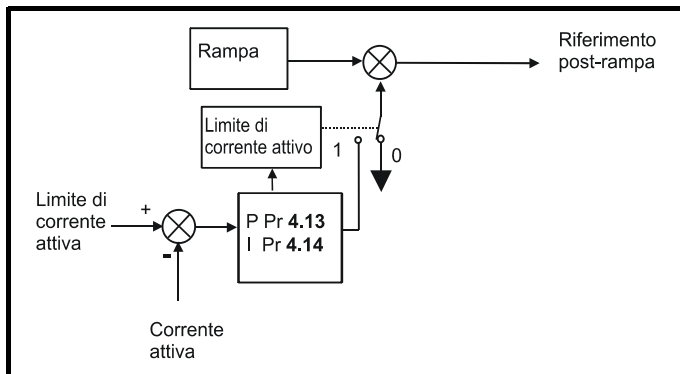 Rampa
Riferimento
post-rampa
Limite di
corrente attivo
1
0
Limite di
corrente
attiva
+
-
P Pr 4.13
I Pr 4.14
Corrente
attiva